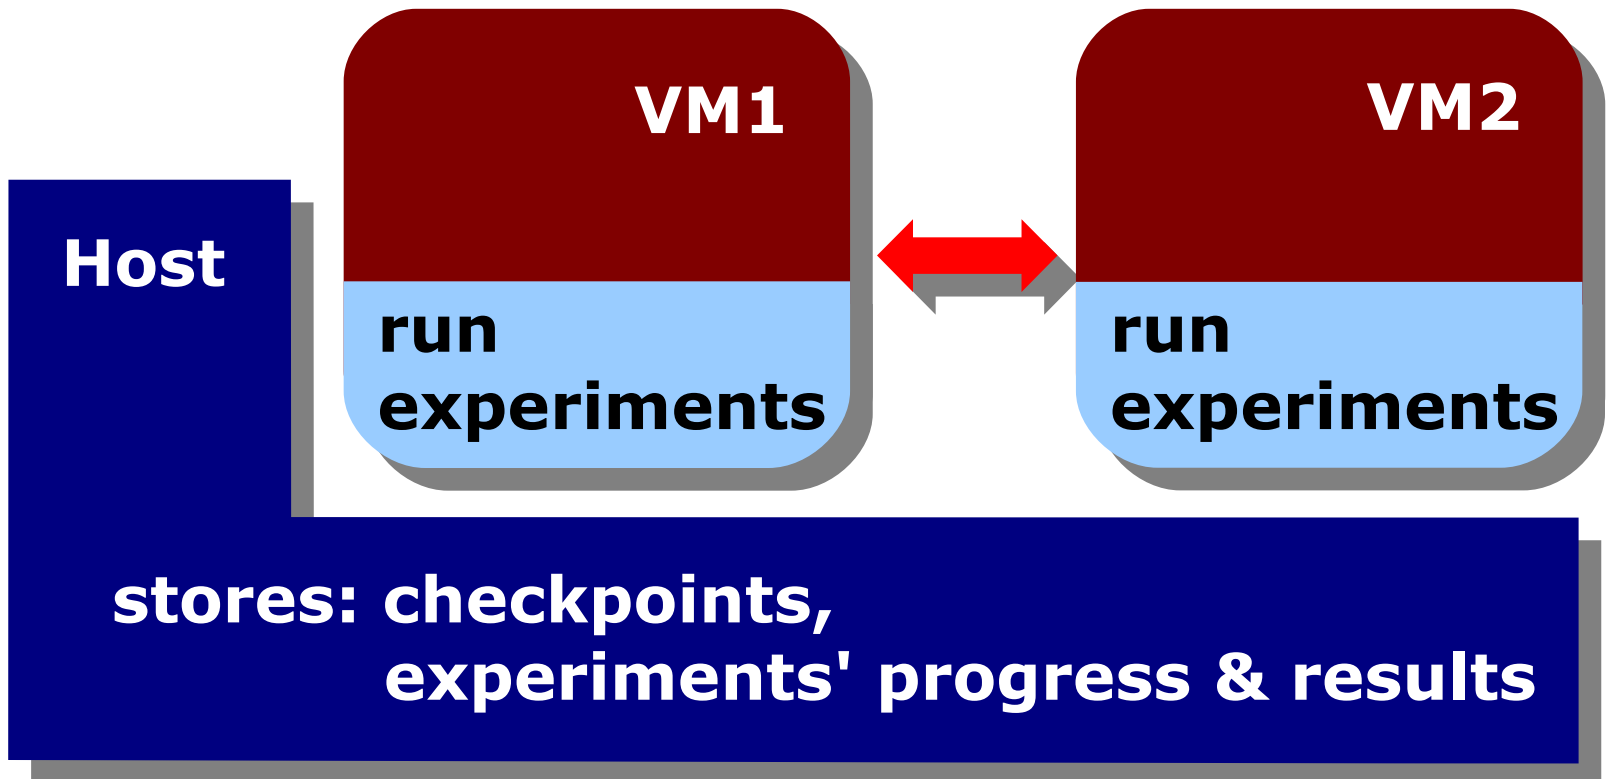 VM1
VM2
Host
run
experiments
run
experiments
stores: checkpoints,
experiments' progress & results